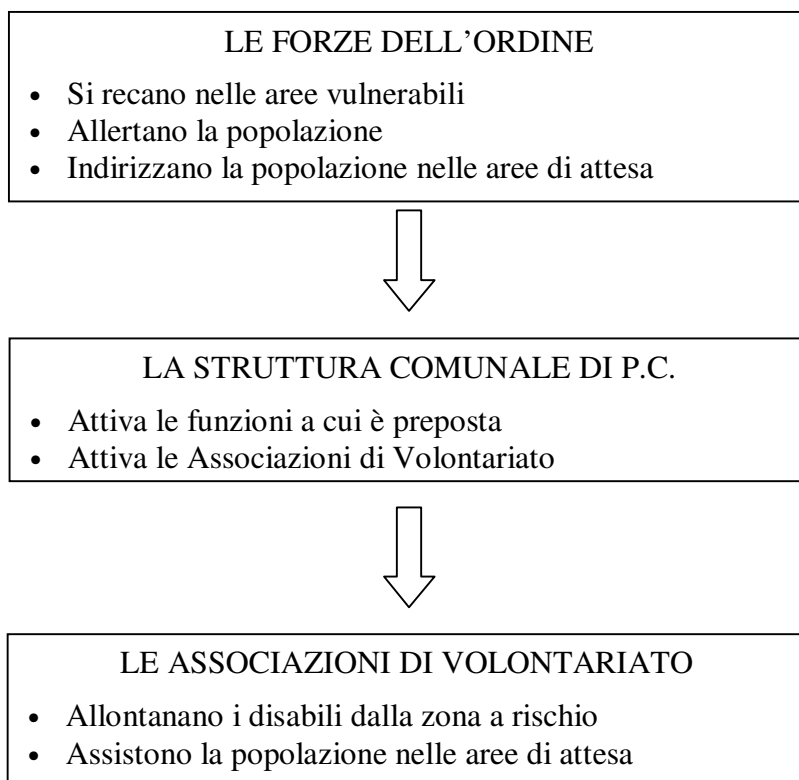 LE FORZE DELL’ORDINE
• Si recano nelle aree vulnerabili
• Allertano la popolazione
• Indirizzano la popolazione nelle aree di attesa
LA STRUTTURA COMUNALE DI P.C.
• Attiva le funzioni a cui è preposta
• Attiva le Associazioni di Volontariato
LE ASSOCIAZIONI DI VOLONTARIATO
• Allontanano i disabili dalla zona a rischio
• Assistono la popolazione nelle aree di attesa